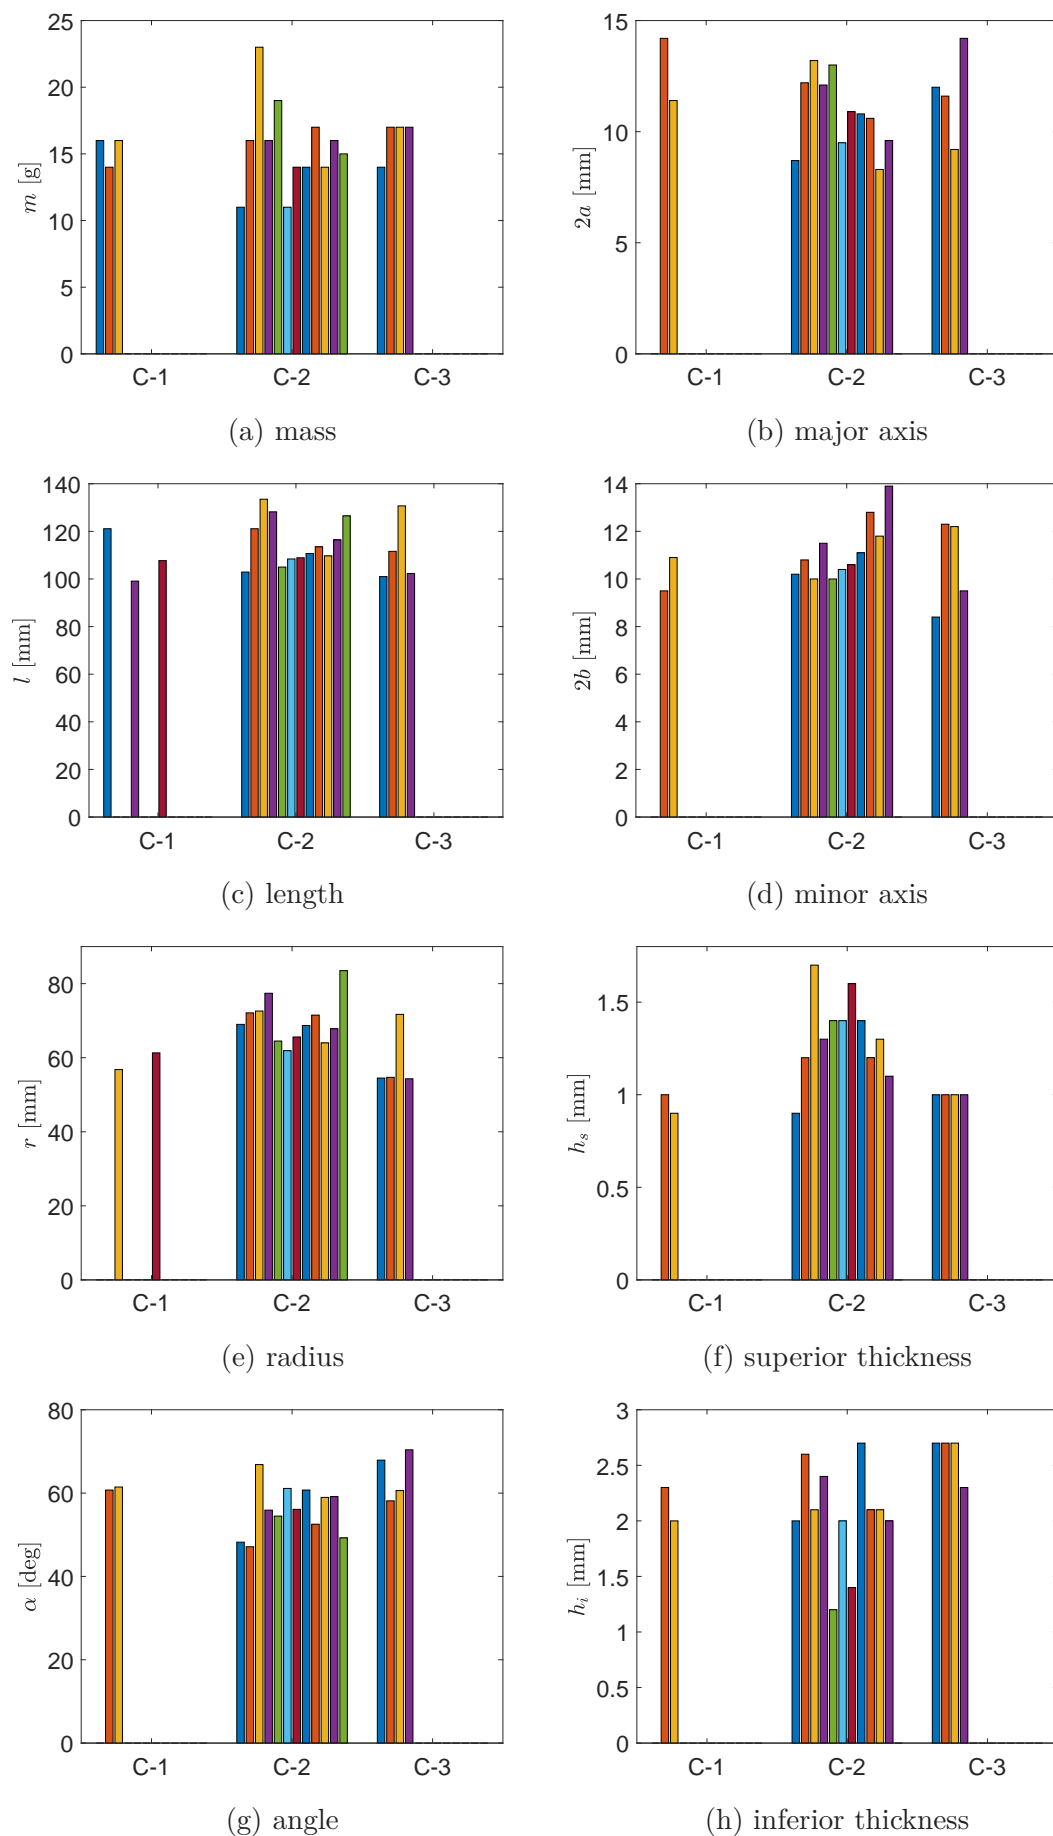 25
20
15
10
5
0
m [g]
C-1 C-2 C-3
(a) mass
15
10
5
0
2a [mm]
C-1 C-2 C-3
(b) major axis
140
120
100
80
60
40
20
0
l [mm]
C-1 C-2 C-3
(c) length
14
12
10
8
6
4
2
0
2b [mm]
C-1 C-2 C-3
(d) minor axis
80
60
40
20
0
r [mm]
C-1 C-2 C-3
(e) radius
1.5
1
0.5
0
h_s [mm]
C-1 C-2 C-3
(f) superior thickness
80
60
40
20
0
α [deg]
C-1 C-2 C-3
(g) angle
3
2.5
2
1.5
1
0.5
0
h_i [mm]
C-1 C-2 C-3
(h) inferior thickness